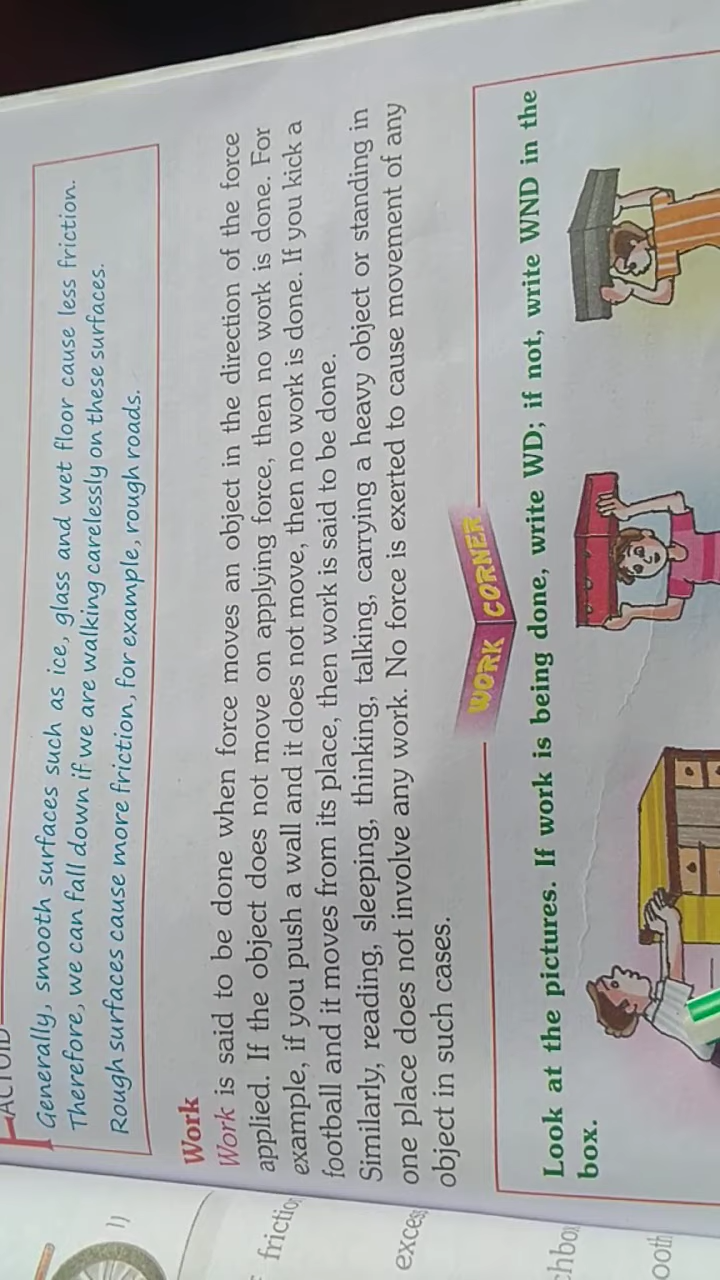 Generally, smooth surfaces such as ice, glass and wet floor cause less friction.
Therefore, we can fall down if we are walking carelessly on these surfaces.
Rough surfaces cause more friction, for example, rough roads.
Work
Work is said to be done when force moves an object in the direction of the force
applied. If the object does not move on applying force, then no work is done. For
example, if you push a wall and it does not move, then no work is done. If you kick a
football and it moves from its place, then work is said to be done.
Similarly, reading, sleeping, thinking, talking, carrying a heavy object or standing in
one place does not involve any work. No force is exerted to cause movement of any
object in such cases.
WORK CORNER
Look at the pictures. If work is being done, write WD; if not, write WND in the
box.